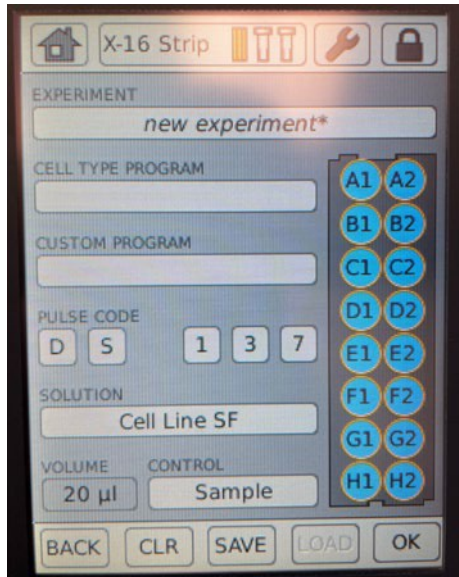 X-16 Strip
EXPERIMENT
new experiment*
CELL TYPE PROGRAM
CUSTOM PROGRAM
PULSE CODE
D S 1 3 7
SOLUTION
Cell Line SF
VOLUME CONTROL
20 µl Sample
A1 A2
B1 B2
C1 C2
D1 D2
E1 E2
F1 F2
G1 G2
H1 H2
BACK CLR SAVE LOAD OK